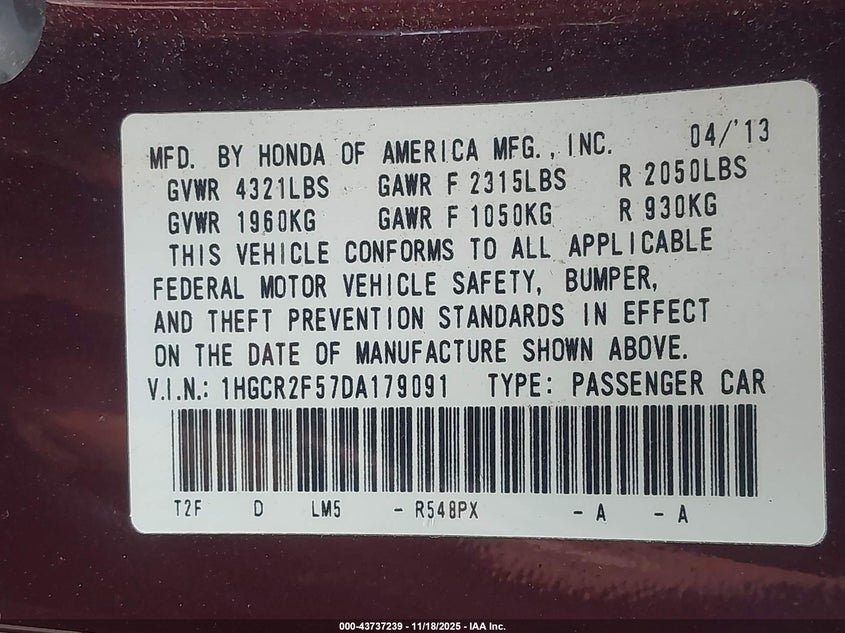 MFD. BY HONDA OF AMERICA MFG., INC. 04/'13
GVWR 4321LBS GAWR F 2315LBS R 2050LBS
GVWR 1960KG GAWR F 1050KG R 930KG
THIS VEHICLE CONFORMS TO ALL APPLICABLE
FEDERAL MOTOR VEHICLE SAFETY, BUMPER,
AND THEFT PREVENTION STANDARDS IN EFFECT
ON THE DATE OF MANUFACTURE SHOWN ABOVE.
V.I.N.: 1HGCR2F57DA179091 TYPE: PASSENGER CAR
T2F D LM5 - R548PX - A - A
000-43737239 - 11/18/2025 - IAA Inc.